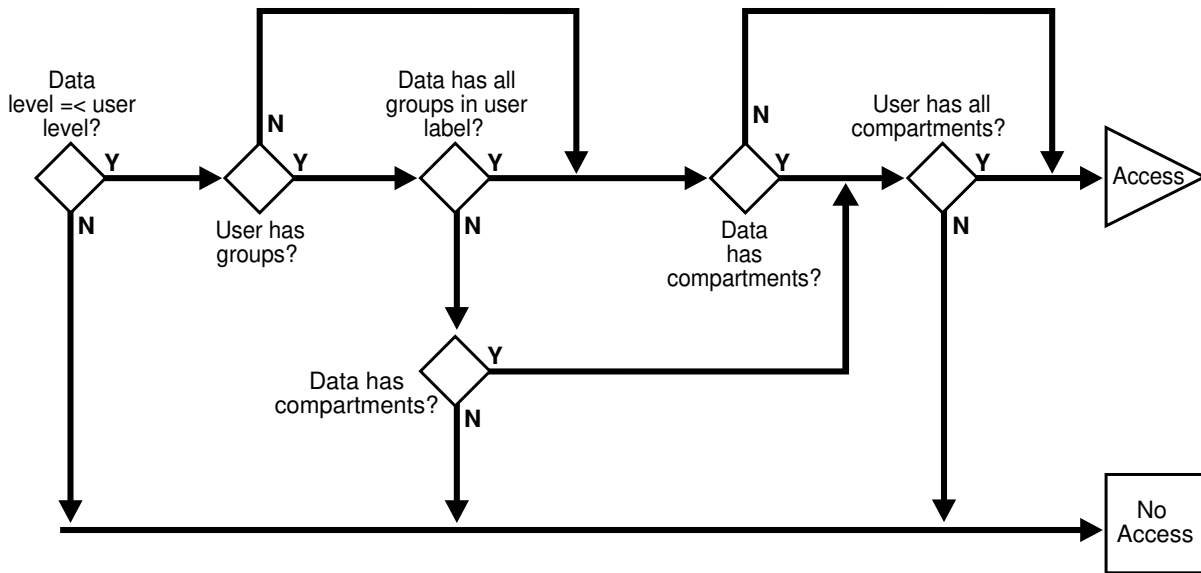 Data
level =< user
level?
Y
N
User has
groups?
N
Y
Data has all
groups in user
label?
Y
N
Data has
compartments?
Y
N
Data
has
compartments?
N
Y
User has all
compartments?
Y
N
Access
No
Access